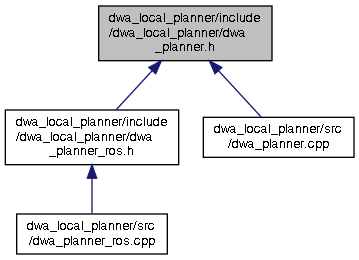 dwa_local_planner/include
/dwa_local_planner/dwa
_planner.h
dwa_local_planner/include
/dwa_local_planner/dwa
_planner_ros.h
dwa_local_planner/src
/dwa_planner.cpp
dwa_local_planner/src
/dwa_planner_ros.cpp